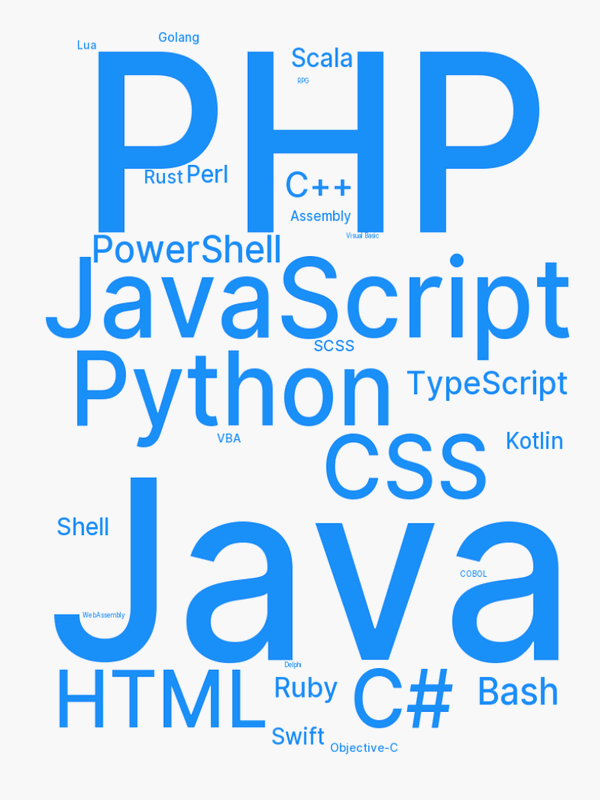 Golang
Lua
Scala
PHP
RPG
Rust
Perl
C++
Assembly
Visual Basic
PowerShell
JavaScript
SCSS
Python
TypeScript
VBA
CSS
Kotlin
Shell
Java
COBOL
WebAssembly
Delphi
HTML
Ruby
C#
Bash
Swift
Objective-C